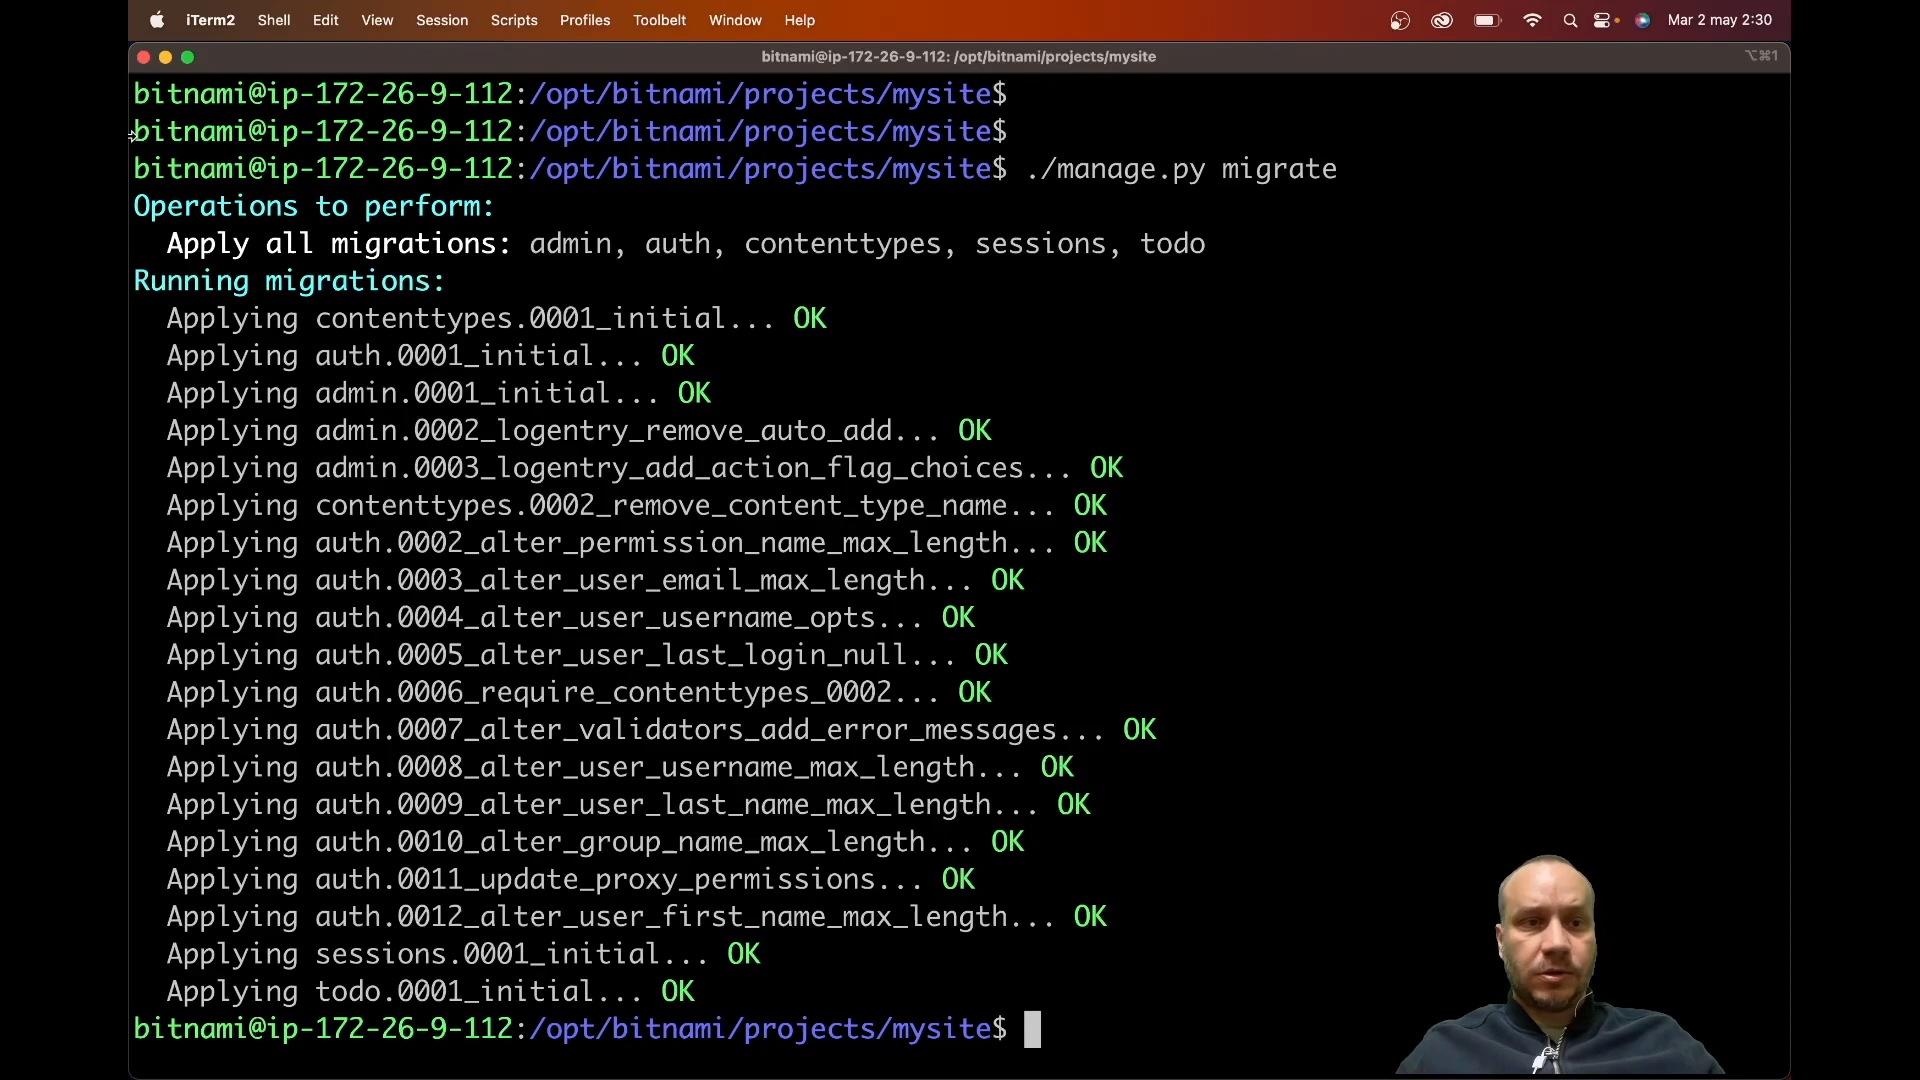 iTerm2 Shell Edit View Session Scripts Profiles Toolbelt Window Help Mar 2 may 2:30
bitnami@ip-172-26-9-112: /opt/bitnami/projects/mysite ⌥⌘1
bitnami@ip-172-26-9-112:/opt/bitnami/projects/mysite$
bitnami@ip-172-26-9-112:/opt/bitnami/projects/mysite$
bitnami@ip-172-26-9-112:/opt/bitnami/projects/mysite$ ./manage.py migrate
Operations to perform:
  Apply all migrations: admin, auth, contenttypes, sessions, todo
Running migrations:
  Applying contenttypes.0001_initial... OK
  Applying auth.0001_initial... OK
  Applying admin.0001_initial... OK
  Applying admin.0002_logentry_remove_auto_add... OK
  Applying admin.0003_logentry_add_action_flag_choices... OK
  Applying contenttypes.0002_remove_content_type_name... OK
  Applying auth.0002_alter_permission_name_max_length... OK
  Applying auth.0003_alter_user_email_max_length... OK
  Applying auth.0004_alter_user_username_opts... OK
  Applying auth.0005_alter_user_last_login_null... OK
  Applying auth.0006_require_contenttypes_0002... OK
  Applying auth.0007_alter_validators_add_error_messages... OK
  Applying auth.0008_alter_user_username_max_length... OK
  Applying auth.0009_alter_user_last_name_max_length... OK
  Applying auth.0010_alter_group_name_max_length... OK
  Applying auth.0011_update_proxy_permissions... OK
  Applying auth.0012_alter_user_first_name_max_length... OK
  Applying sessions.0001_initial... OK
  Applying todo.0001_initial... OK
bitnami@ip-172-26-9-112:/opt/bitnami/projects/mysite$